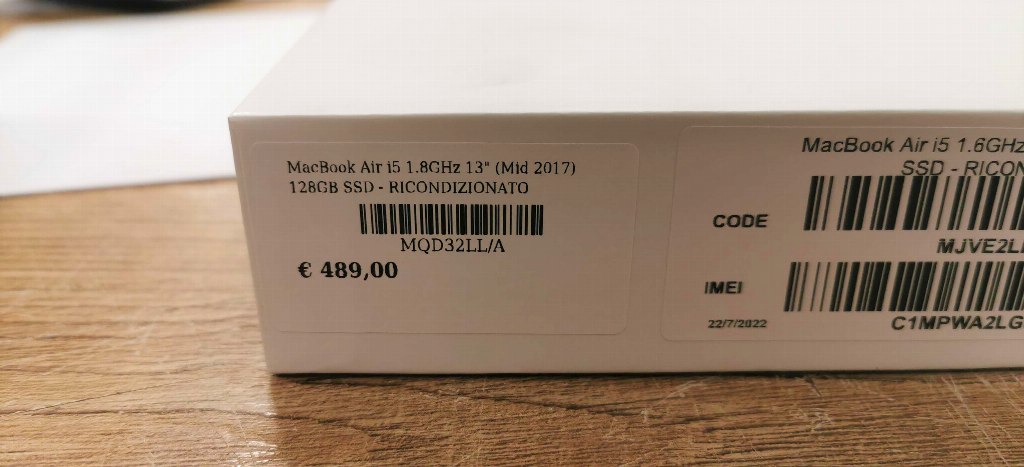 MacBook Air i5 1.8GHz 13" (Mid 2017)
128GB SSD - RICONDIZIONATO
MQD32LL/A
€ 489,00
MacBook Air i5 1.6GHz
SSD - RICON
CODE
MJVE2LL
IMEI
22/7/2022
C1MPWA2LG